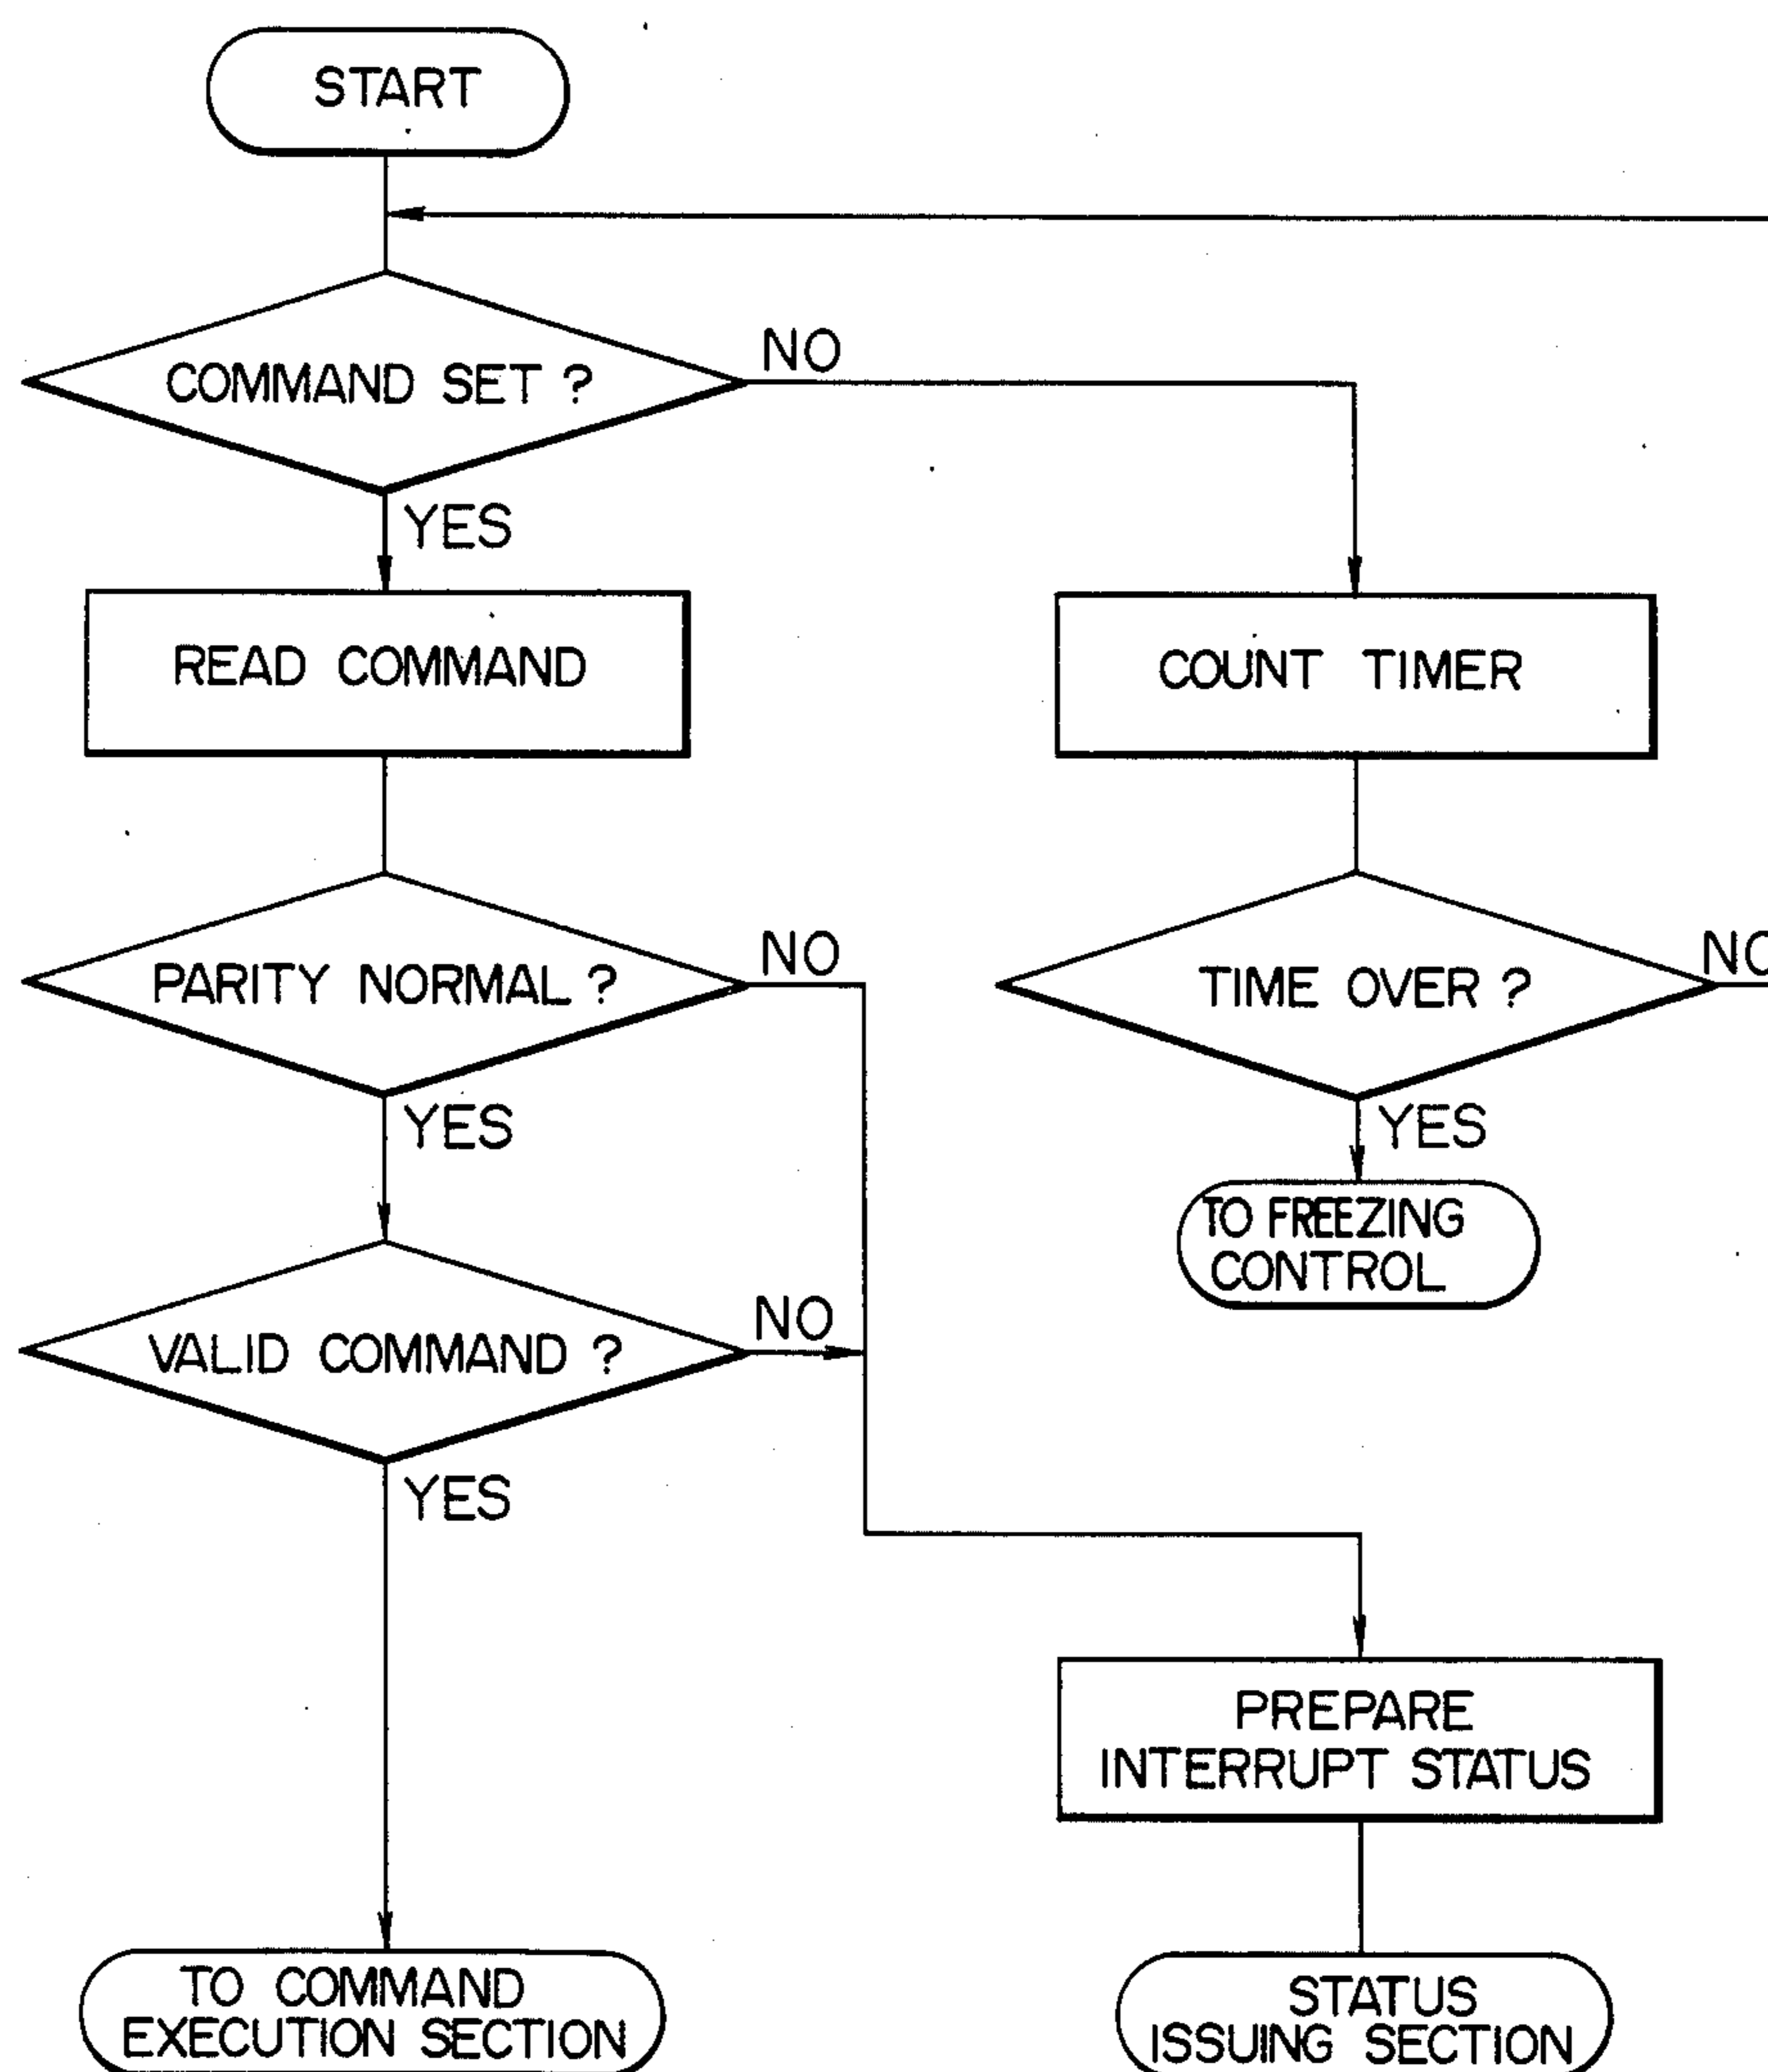 START
COMMAND SET ?
NO
YES
READ COMMAND
COUNT TIMER
PARITY NORMAL ?
NO
TIME OVER ?
NO
YES
YES
TO FREEZING
CONTROL
VALID COMMAND ?
NO
YES
PREPARE
INTERRUPT STATUS
TO COMMAND
EXECUTION SECTION
STATUS
ISSUING SECTION